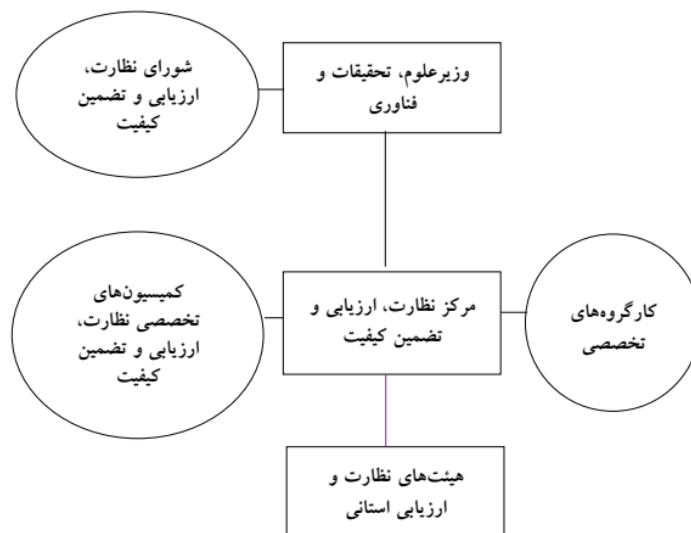 شورای نظارت،
ارزیابی و تضمین
کیفیت
وزیرعلوم، تحقیقات و
فناوری
کمیسیون‌های
تخصصی نظارت،
ارزیابی و تضمین
کیفیت
مرکز نظارت، ارزیابی و
تضمین کیفیت
کارگروه‌های
تخصصی
هیئت‌های نظارت و
ارزیابی استانی